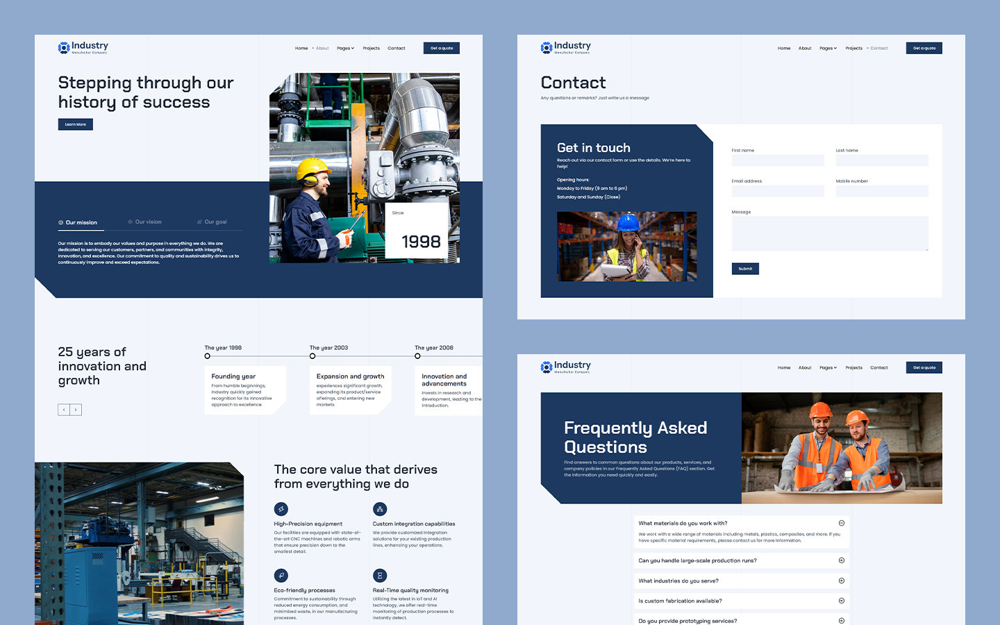 Industry
Manufactur Company
Home
About
Pages
Projects
Contact
Get a quote
Stepping through our
history of success
Learn More
Since
1998
Our mission
Our vision
Our goal
Our mission is to embody our values and purpose in everything we do. We are
dedicated to serving our customers, partners, and communities with integrity,
innovation, and excellence. Our commitment to quality and sustainability drives us to
continuously improve and exceed expectations.
25 years of
innovation and
growth
The year 1998
Founding year
From humble beginnings,
Industry quickly gained
recognition for its innovative
approach to excellence.
The year 2003
Expansion and growth
experiences significant growth,
expanding its product/service
offerings, and entering new
markets.
The year 2008
Innovation and
advancements
Invests in research and
development, leading to the
introduction.
The core value that derives
from everything we do
High-Precision equipment
Our facilities are equipped with state-of-
the-art CNC machines and robotic arms
that ensure precision down to the
smallest detail.
Custom integration capabilities
We provide customized integration
solutions for your existing production
lines, enhancing your operations.
Eco-friendly processes
Commitment to sustainability through
reduced energy consumption, and
minimized waste, in our manufacturing
processes.
Real-Time quality monitoring
Utilizing the latest in IoT and AI
technology, we offer real-time
monitoring of production processes to
instantly detect.
Industry
Manufactur Company
Home
About
Pages
Projects
Contact
Get a quote
Contact
Any questions or remarks? Just write us a message
Get in touch
Reach out via our contact form or use the details. We're here to
help!
Opening hours:
Monday to Friday (9 am to 6 pm)
Saturday and Sunday (Close)
First name
Last name
Email address
Mobile number
Message
Submit
Industry
Manufactur Company
Home
About
Pages
Projects
Contact
Get a quote
Frequently Asked
Questions
Find answers to common questions about our products, services, and
company policies in our Frequently Asked Questions (FAQ) section. Get
the information you need quickly and easily.
What materials do you work with?
We work with a wide range of materials including metals, plastics, composites, and more. If you
have specific material requirements, please contact us for more information.
Can you handle large-scale production runs?
What industries do you serve?
Is custom fabrication available?
Do you provide prototyping services?